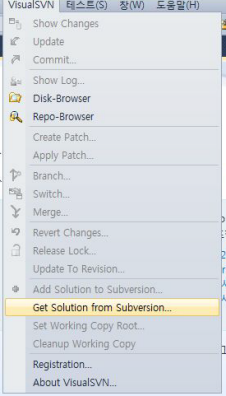 VisualSVN 테스트(S) 창(W) 도움말(H)
Show Changes
Update
Commit...
Show Log...
Disk-Browser
Repo-Browser
Create Patch...
Apply Patch...
Branch...
Switch...
Merge...
Revert Changes...
Release Lock...
Update To Revision...
Add Solution to Subversion...
Get Solution from Subversion...
Set Working Copy Root...
Cleanup Working Copy
Registration...
About VisualSVN...